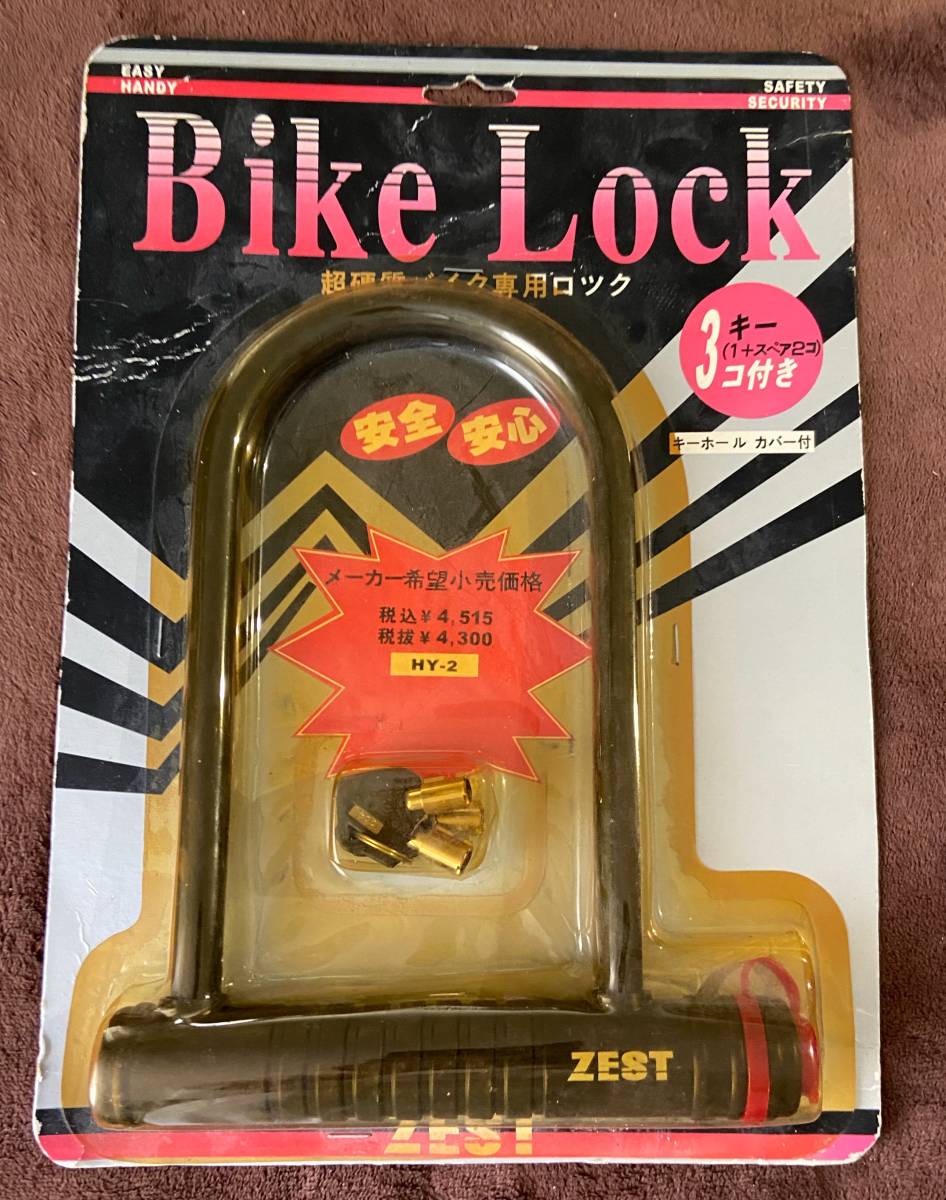 EASY
HANDY
SAFETY
SECURITY
Bike Lock
超硬質バイク専用ロツク
3キー
(1+スペア2コ)
コ付き
キーホール カバー付
安全 安心
メーカー希望小売価格
税込¥4,515
税抜¥4,300
HY-2
ZEST
ZEST